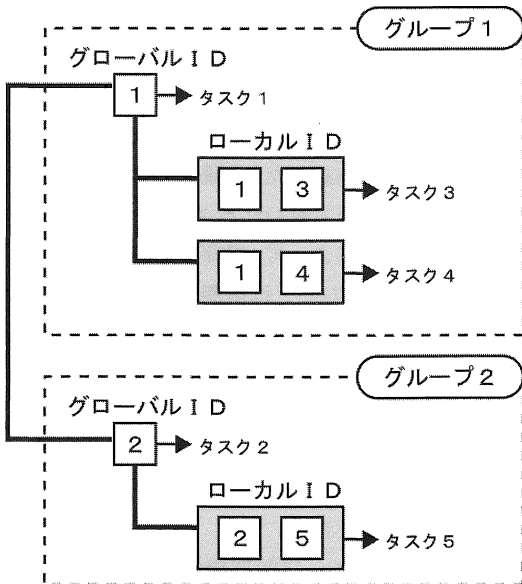 グループ1
グローバルID
1
タスク1
ローカルID
1 3
タスク3
1 4
タスク4
グループ2
グローバルID
2
タスク2
ローカルID
2 5
タスク5